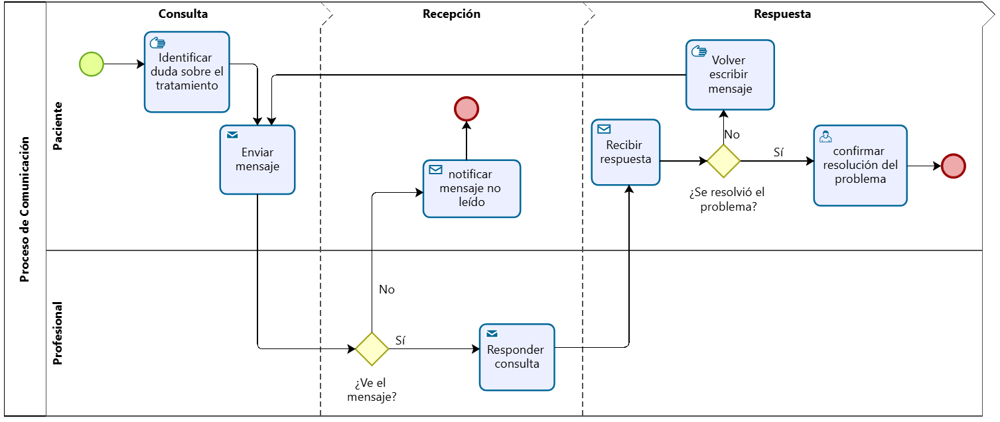 Consulta
Recepción
Respuesta
Proceso de Comunicación
Paciente
Identificar
duda sobre el
tratamiento
Enviar
mensaje
notificar
mensaje no
leído
Volver
escribir
mensaje
Recibir
respuesta
No
Sí
¿Se resolvió el
problema?
confirmar
resolución del
problema
Profesional
No
Sí
¿Ve el
mensaje?
Responder
consulta